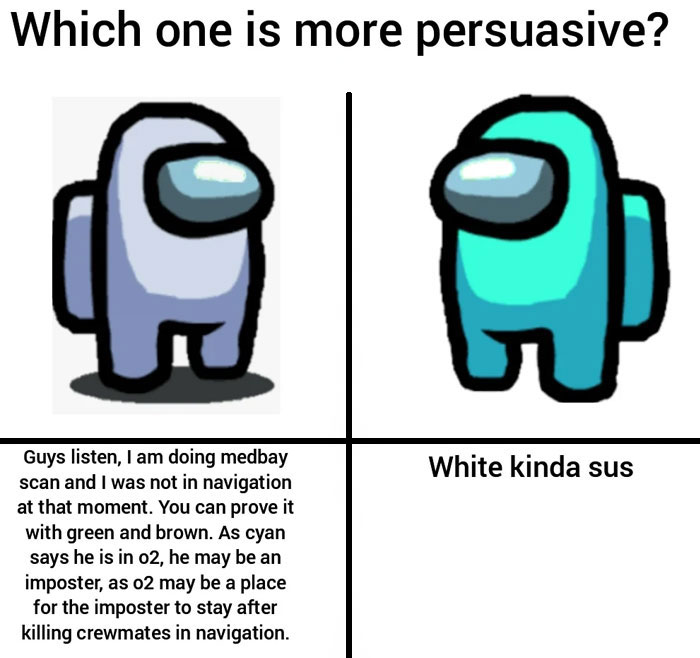 Which one is more persuasive?
Guys listen, I am doing medbay
scan and I was not in navigation
at that moment. You can prove it
with green and brown. As cyan
says he is in o2, he may be an
imposter, as o2 may be a place
for the imposter to stay after
killing crewmates in navigation.
White kinda sus